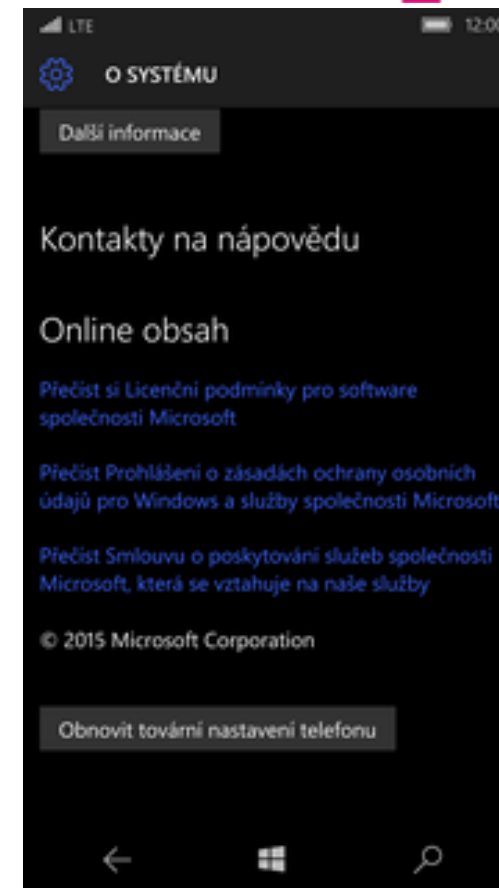 LTE 12:00
O SYSTÉMU
Další informace
Kontakty na nápovědu
Online obsah
Přečíst si Licenční podmínky pro software
společnosti Microsoft
Přečíst Prohlášení o zásadách ochrany osobních
údajů pro Windows a služby společnosti Microsoft
Přečíst Smlouvu o poskytování služeb společnosti
Microsoft, která se vztahuje na naše služby
© 2015 Microsoft Corporation
Obnovit tovární nastavení telefonu